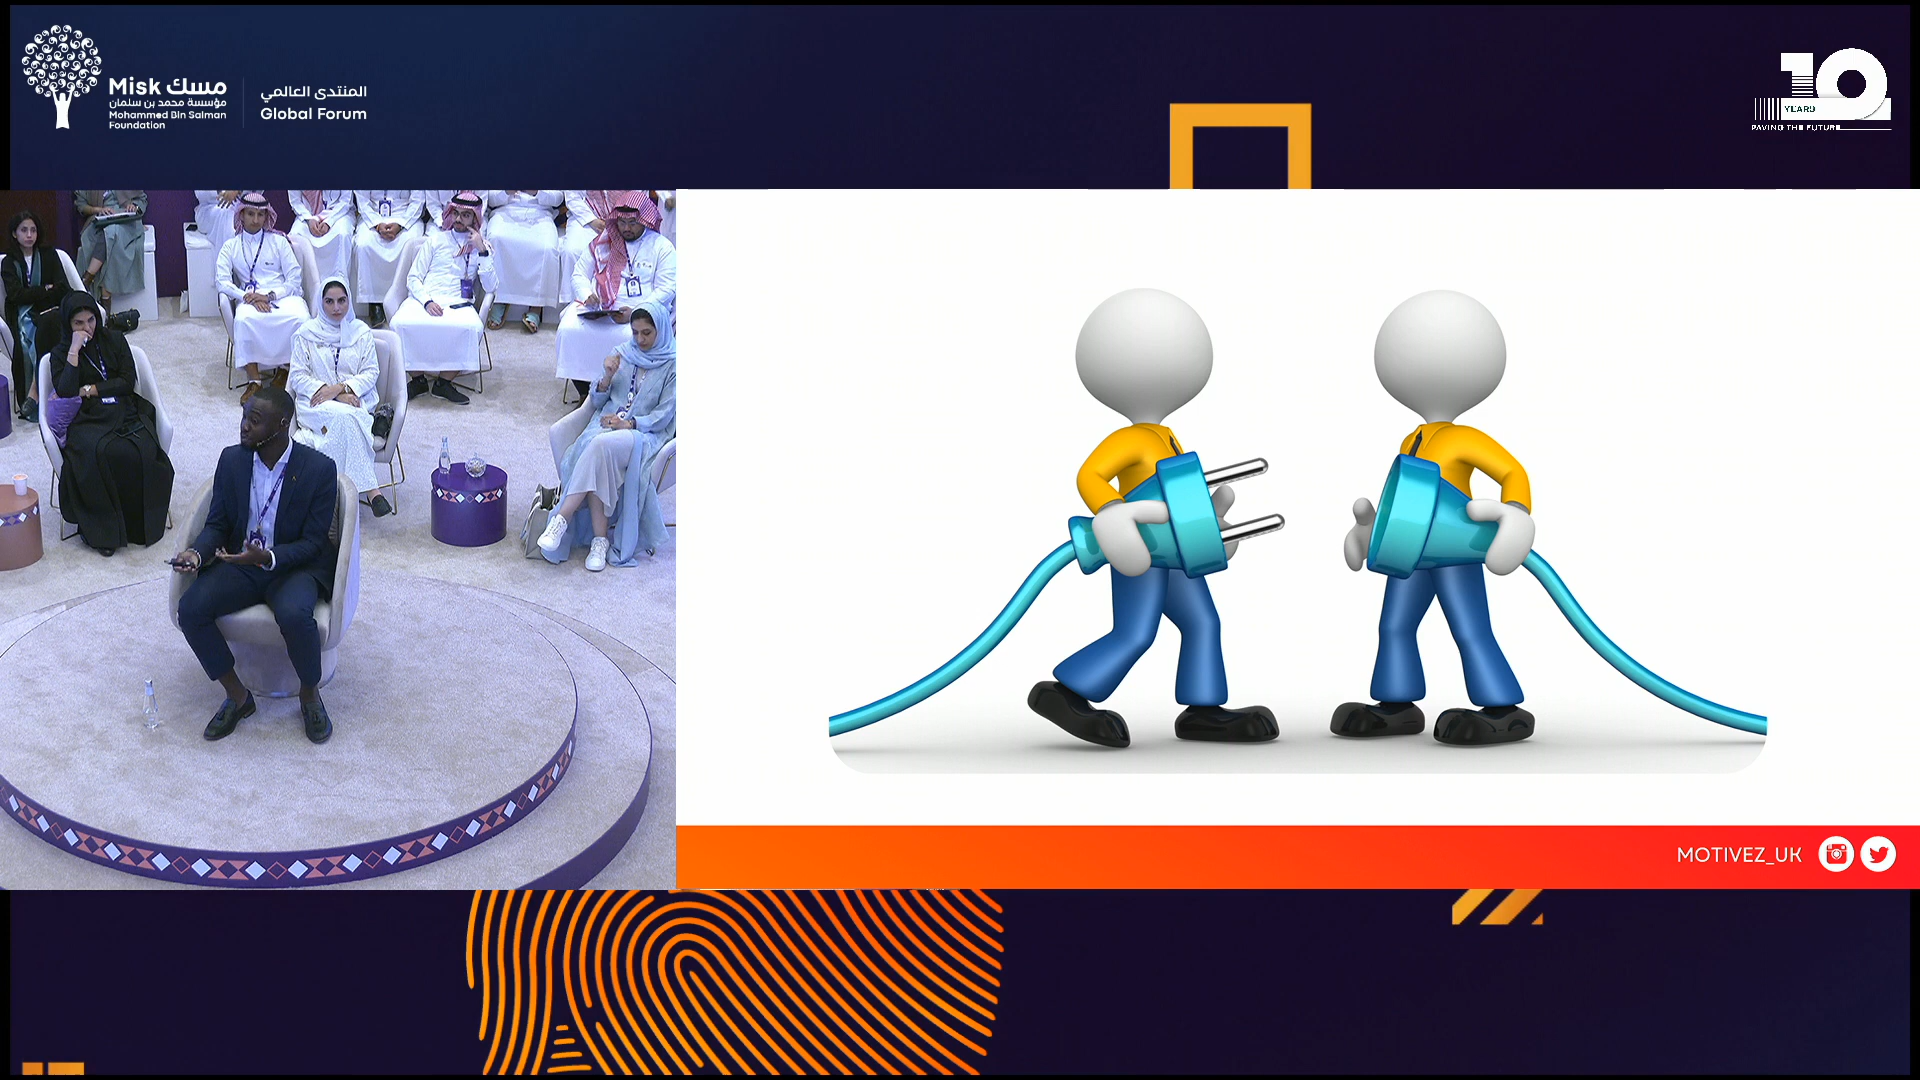 Misk مسك
مؤسسة محمد بن سلمان
Mohammed Bin Salman
Foundation
المنتدى العالمي
Global Forum
10
YEARS
PAVING THE FUTURE
MOTIVEZ_UK